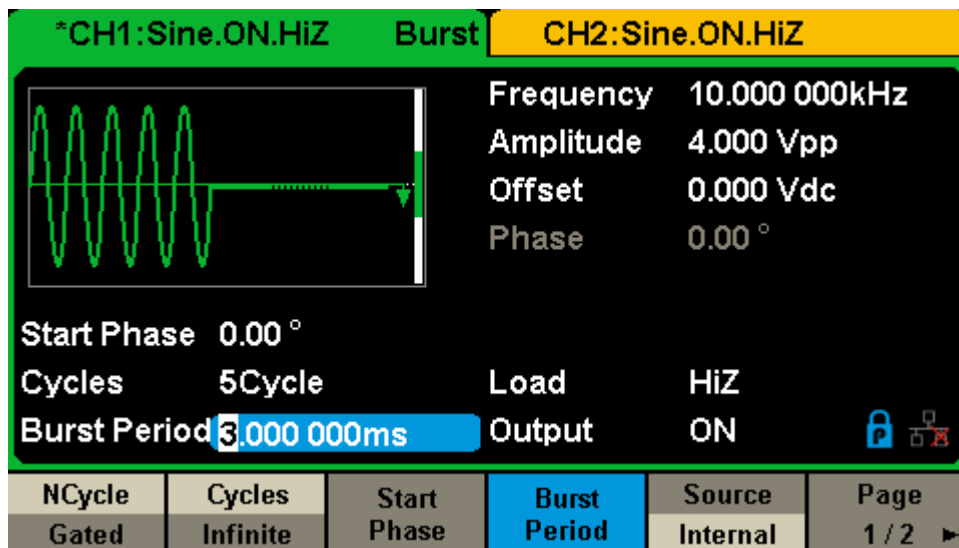 *CH1:Sine.ON.HiZ Burst CH2:Sine.ON.HiZ
Frequency 10.000 000kHz
Amplitude 4.000 Vpp
Offset 0.000 Vdc
Phase 0.00 °
Start Phase 0.00 °
Cycles 5Cycle Load HiZ
Burst Period 3.000 000ms Output ON P
NCycle Cycles Start Burst Source Page
Gated Infinite Phase Period Internal 1 / 2 ►